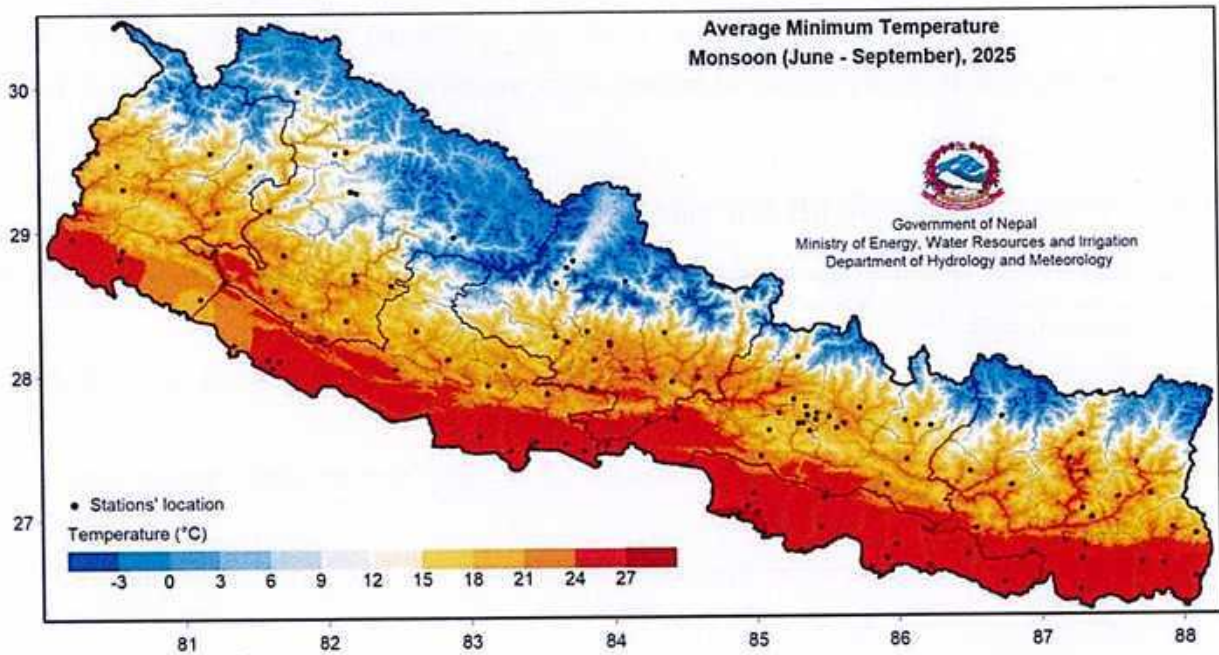 Average Minimum Temperature
Monsoon (June - September), 2025
Government of Nepal
Ministry of Energy, Water Resources and Irrigation
Department of Hydrology and Meteorology
30
29
28
27
Stations' location
Temperature (°C)
-3 0 3 6 9 12 15 18 21 24 27
81 82 83 84 85 86 87 88